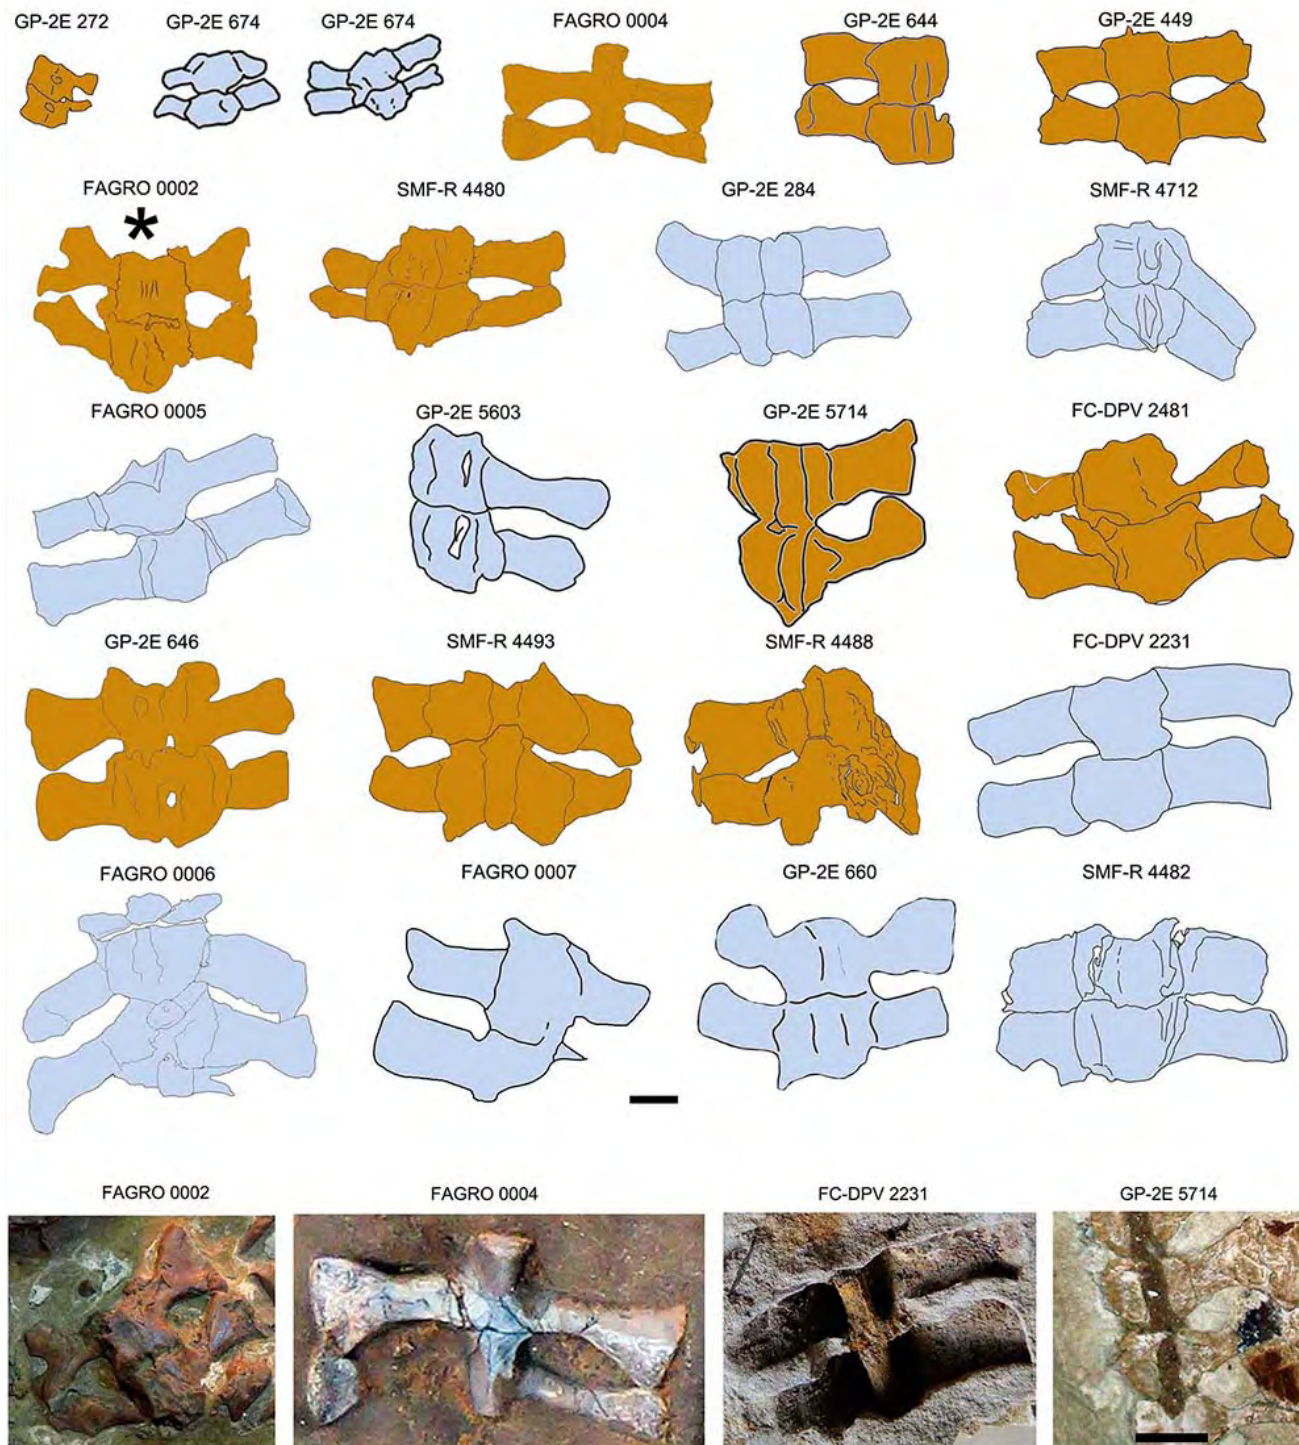 GP-2E 272 GP-2E 674 GP-2E 674 FAGRO 0004 GP-2E 644 GP-2E 449
FAGRO 0002 SMF-R 4480 GP-2E 284 SMF-R 4712
*
FAGRO 0005 GP-2E 5603 GP-2E 5714 FC-DPV 2481
GP-2E 646 SMF-R 4493 SMF-R 4488 FC-DPV 2231
FAGRO 0006 FAGRO 0007 GP-2E 660 SMF-R 4482
FAGRO 0002 FAGRO 0004 FC-DPV 2231 GP-2E 5714